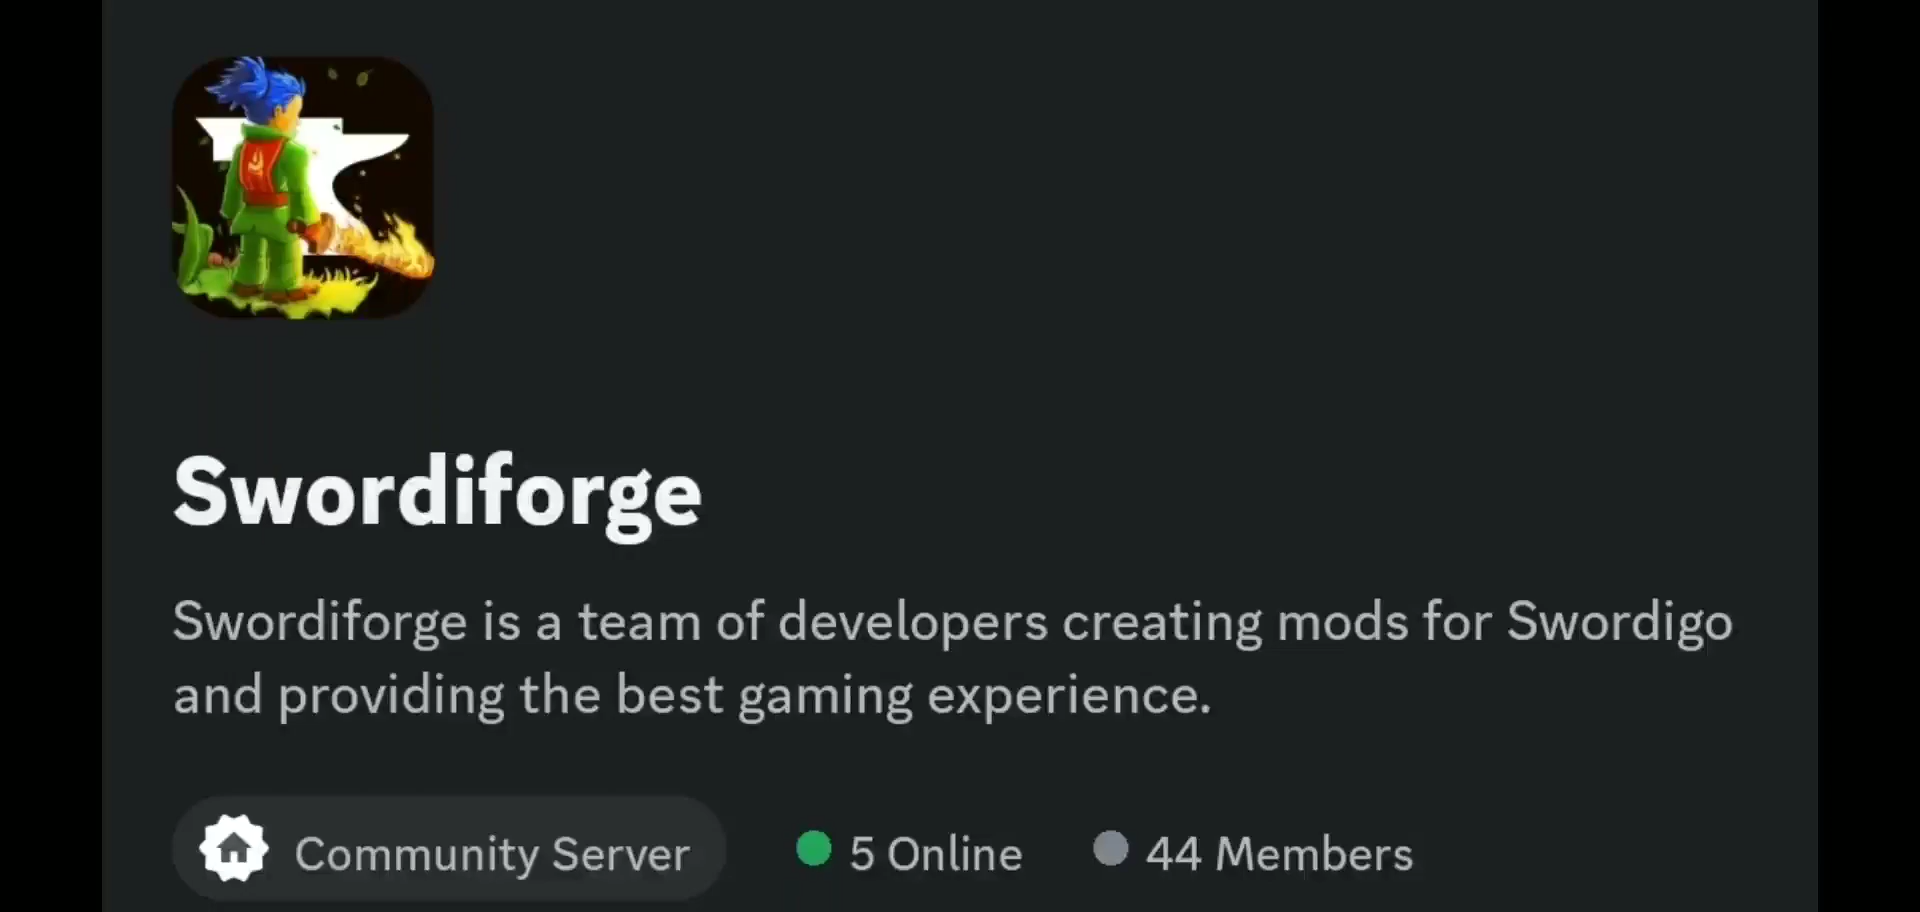 Swordiforge
Swordiforge is a team of developers creating mods for Swordigo
and providing the best gaming experience.
Community Server 5 Online 44 Members